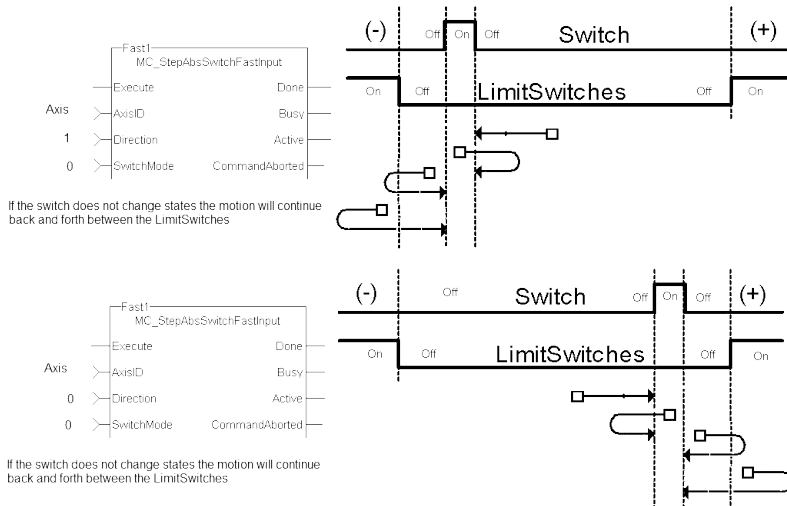 (-) Off On Off Switch (+)
Fast1
MC_StepAbsSwitchFastInput
Execute Done
On Off LimitSwitches Off On
Axis AxisID Busy
1 Direction Active
0 SwitchMode CommandAborted
If the switch does not change states the motion will continue
back and forth between the LimitSwitches
(-) Off Switch Off On Off (+)
Fast1
MC_StepAbsSwitchFastInput
Execute Done
On Off LimitSwitches Off On
Axis AxisID Busy
0 Direction Active
0 SwitchMode CommandAborted
If the switch does not change states the motion will continue
back and forth between the LimitSwitches